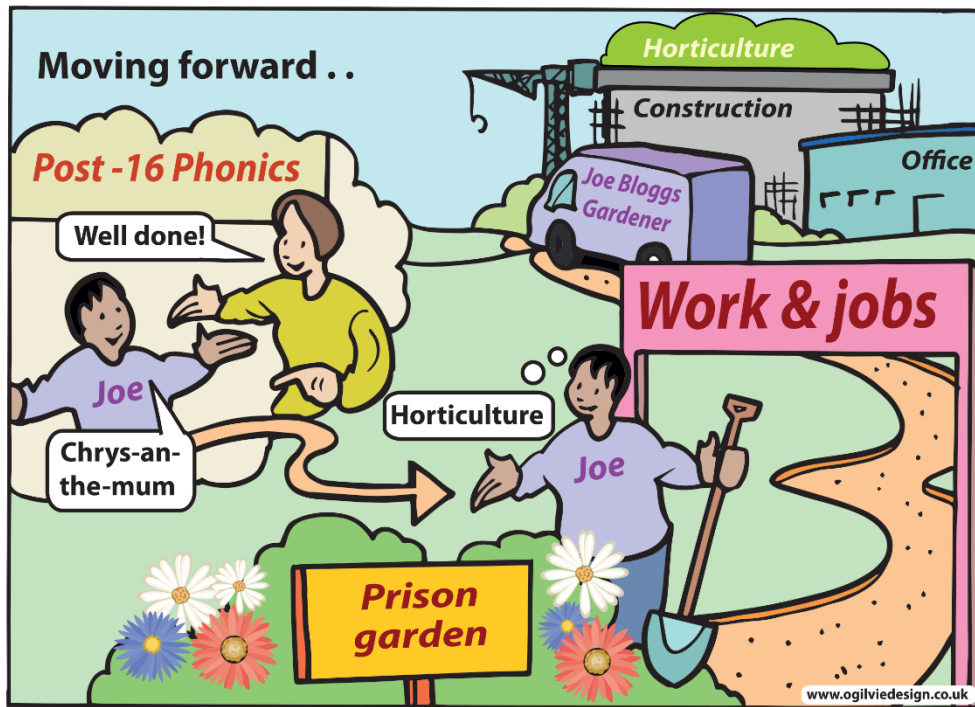 Moving forward . .
Horticulture
Construction
Office
Post -16 Phonics
Joe Bloggs
Gardener
Well done!
Work & jobs
Joe
Chrys-an-
the-mum
Horticulture
Joe
Prison
garden
www.ogilviedesign.co.uk